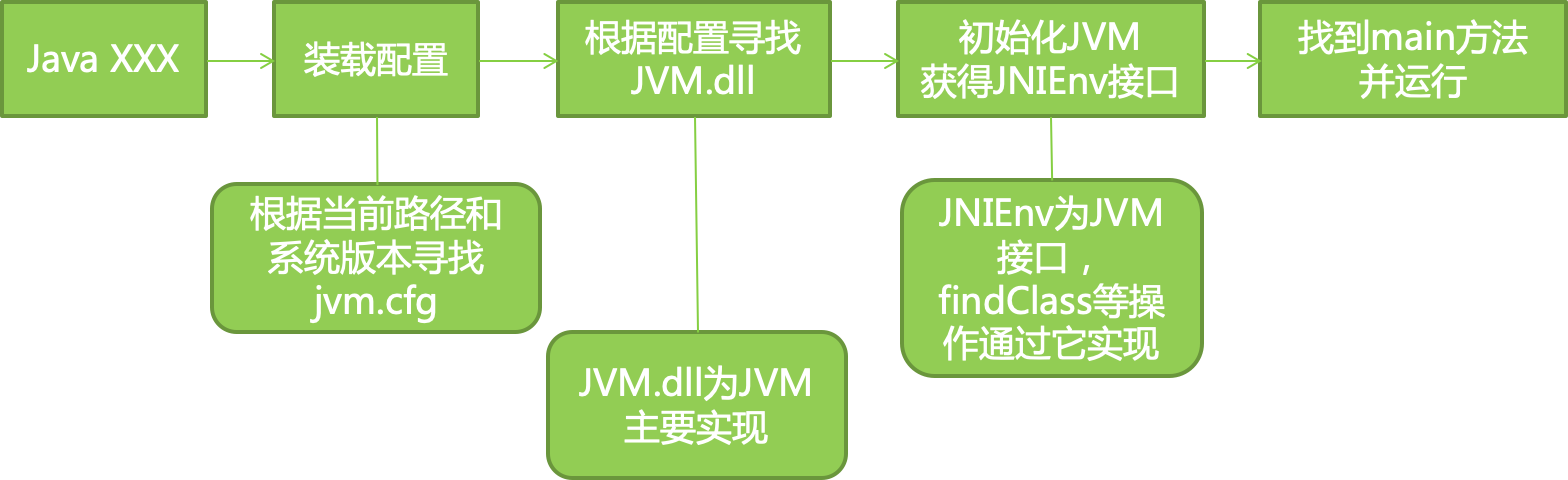 Java XXX
装载配置
根据配置寻找
JVM.dll
初始化JVM
获得JNIEnv接口
找到main方法
并运行
根据当前路径和
系统版本寻找
jvm.cfg
JVM.dll为JVM
主要实现
JNIEnv为JVM
接口，
findClass等操
作通过它实现